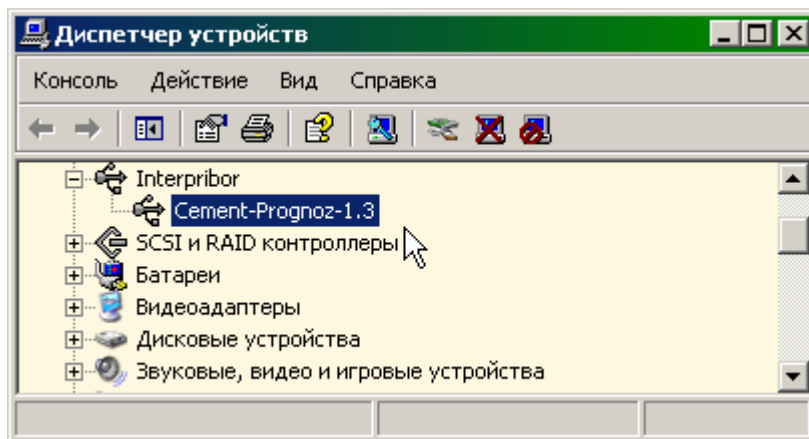 Диспетчер устройств
Консоль Действие Вид Справка
Interpribor
Cement-Prognoz-1.3
SCSI и RAID контроллеры
Батареи
Видеоадаптеры
Дисковые устройства
Звуковые, видео и игровые устройства